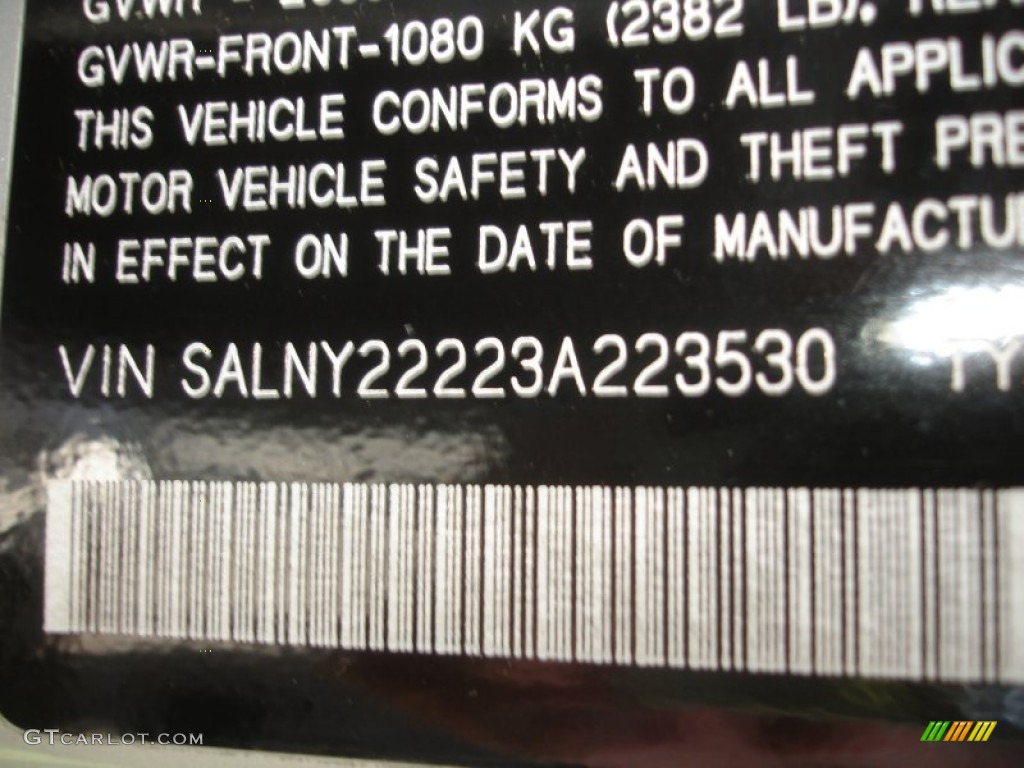 GVWR-FRONT-1080 KG (2382 LB).
THIS VEHICLE CONFORMS TO ALL APPLIC
MOTOR VEHICLE SAFETY AND THEFT PRE
IN EFFECT ON THE DATE OF MANUFACTU
VIN SALNY22223A223530 TY
GTCARLOT.COM